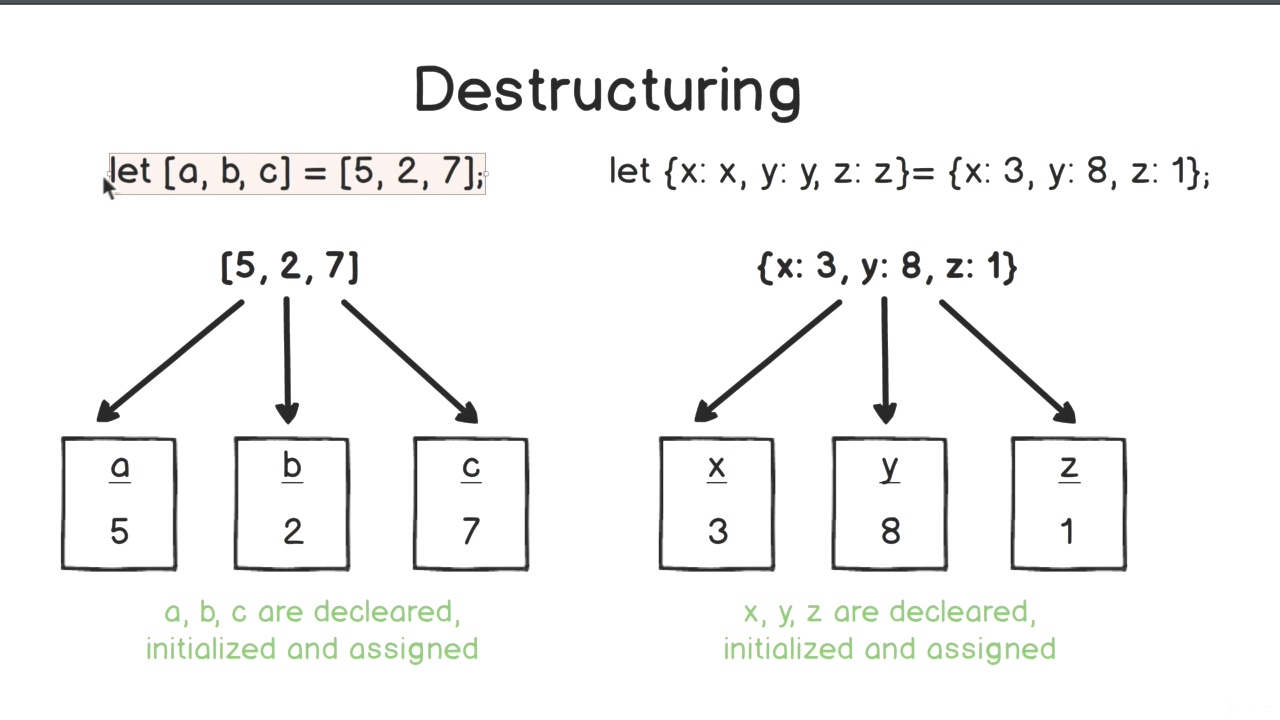 Destructuring
let [a, b, c] = [5, 2, 7];
let {x: x, y: y, z: z}= {x: 3, y: 8, z: 1};
[5, 2, 7]
{x: 3, y: 8, z: 1}
a
b
c
x
y
z
5
2
7
3
8
1
a, b, c are decleared,
initialized and assigned
x, y, z are decleared,
initialized and assigned